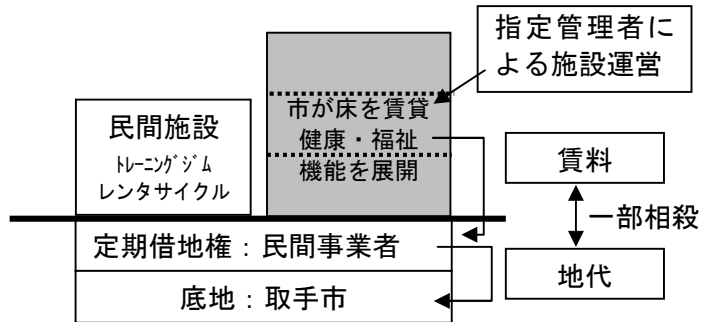 指定管理者に
よる施設運営
市が床を賃貸
健康・福祉
機能を展開
民間施設
ﾄﾚｰﾆﾝｸﾞｼﾞﾑ
レンタサイクル
賃料
一部相殺
地代
定期借地権：民間事業者
底地：取手市